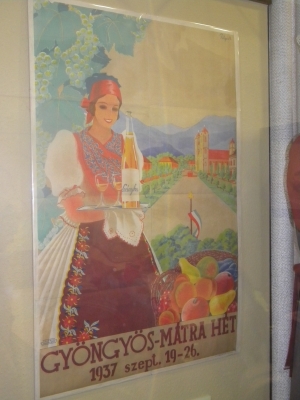 GYÖNGYÖS-MÁTRA HÉT
1937 szept. 19-26.